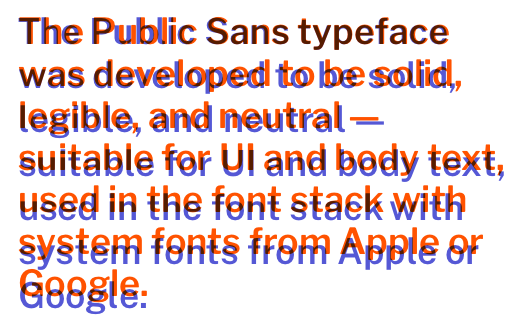 The Public Sans typeface
was developed to be solid,
legible, and neutral —
suitable for UI and body text,
used in the font stack with
system fonts from Apple or
Google.